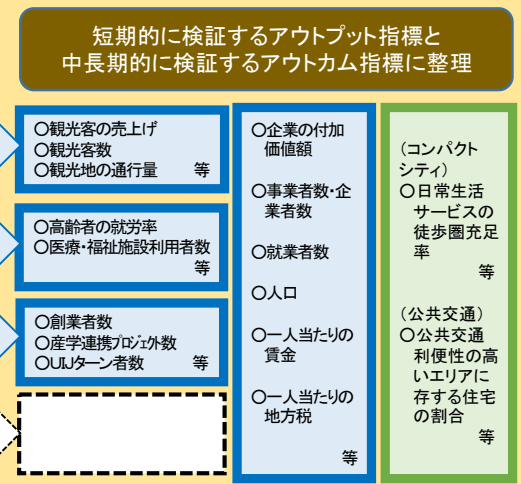 短期的に検証するアウトプット指標と
中長期的に検証するアウトカム指標に整理
○観光客の売上げ
○観光客数
○観光地の通行量 等
○高齢者の就労率
○医療・福祉施設利用者数
等
○創業者数
○産学連携プロジェクト数
○UIJターン者数 等
○企業の付加
価値額
○事業者数・企
業者数
○就業者数
○人口
○一人当たりの
賃金
○一人当たりの
地方税
等
（コンパクト
シティ）
○日常生活
サービスの
徒歩圏充足
率
等
（公共交通）
○公共交通
利便性の高
いエリアに
存する住宅
の割合
等